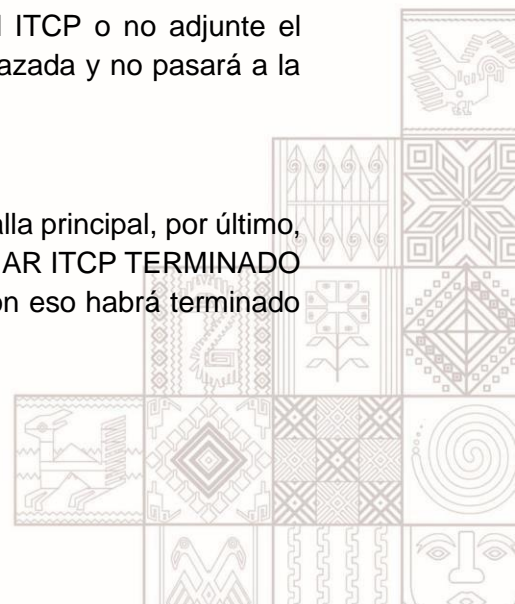 ITCP o no adjunte el
azada y no pasará a la
alla principal, por último,
AR ITCP TERMINADO
on eso habrá terminado